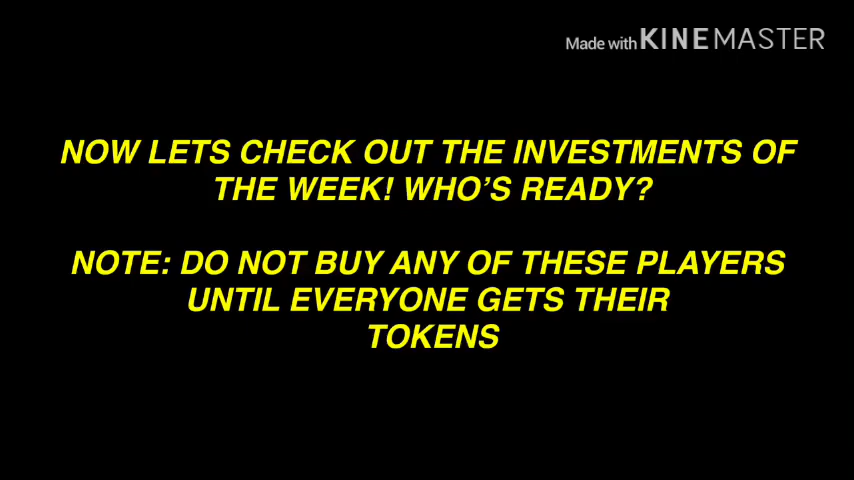 Made with KINEMASTER
NOW LETS CHECK OUT THE INVESTMENTS OF
THE WEEK! WHO'S READY?
NOTE: DO NOT BUY ANY OF THESE PLAYERS
UNTIL EVERYONE GETS THEIR
TOKENS